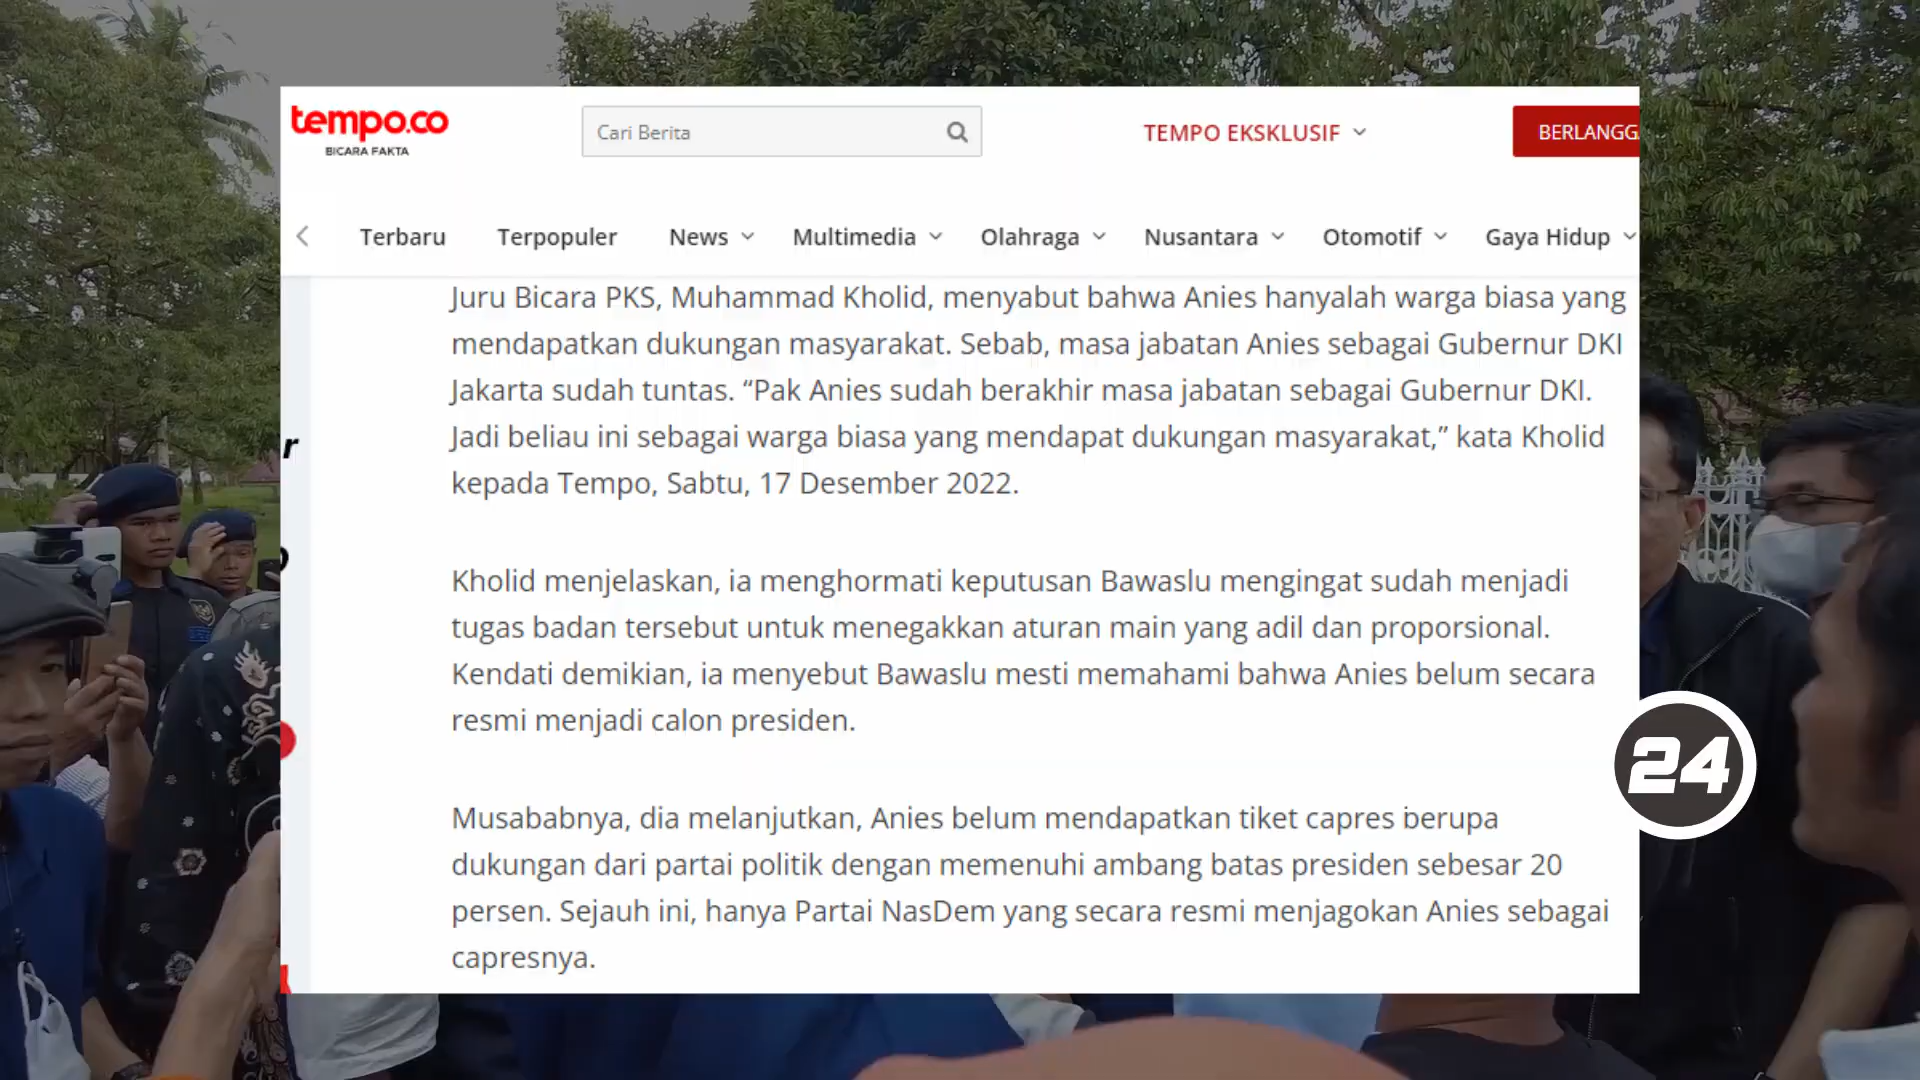 tempo.co
BICARA FAKTA
Cari Berita
TEMPO EKSKLUSIF
BERLANGG
Terbaru Terpopuler News Multimedia Olahraga Nusantara Otomotif Gaya Hidup
Juru Bicara PKS, Muhammad Kholid, menyabut bahwa Anies hanyalah warga biasa yang
mendapatkan dukungan masyarakat. Sebab, masa jabatan Anies sebagai Gubernur DKI
Jakarta sudah tuntas. “Pak Anies sudah berakhir masa jabatan sebagai Gubernur DKI.
Jadi beliau ini sebagai warga biasa yang mendapat dukungan masyarakat,” kata Kholid
kepada Tempo, Sabtu, 17 Desember 2022.
Kholid menjelaskan, ia menghormati keputusan Bawaslu mengingat sudah menjadi
tugas badan tersebut untuk menegakkan aturan main yang adil dan proporsional.
Kendati demikian, ia menyebut Bawaslu mesti memahami bahwa Anies belum secara
resmi menjadi calon presiden.
Musababnya, dia melanjutkan, Anies belum mendapatkan tiket capres berupa
dukungan dari partai politik dengan memenuhi ambang batas presiden sebesar 20
persen. Sejauh ini, hanya Partai NasDem yang secara resmi menjagokan Anies sebagai
capresnya.
r
24